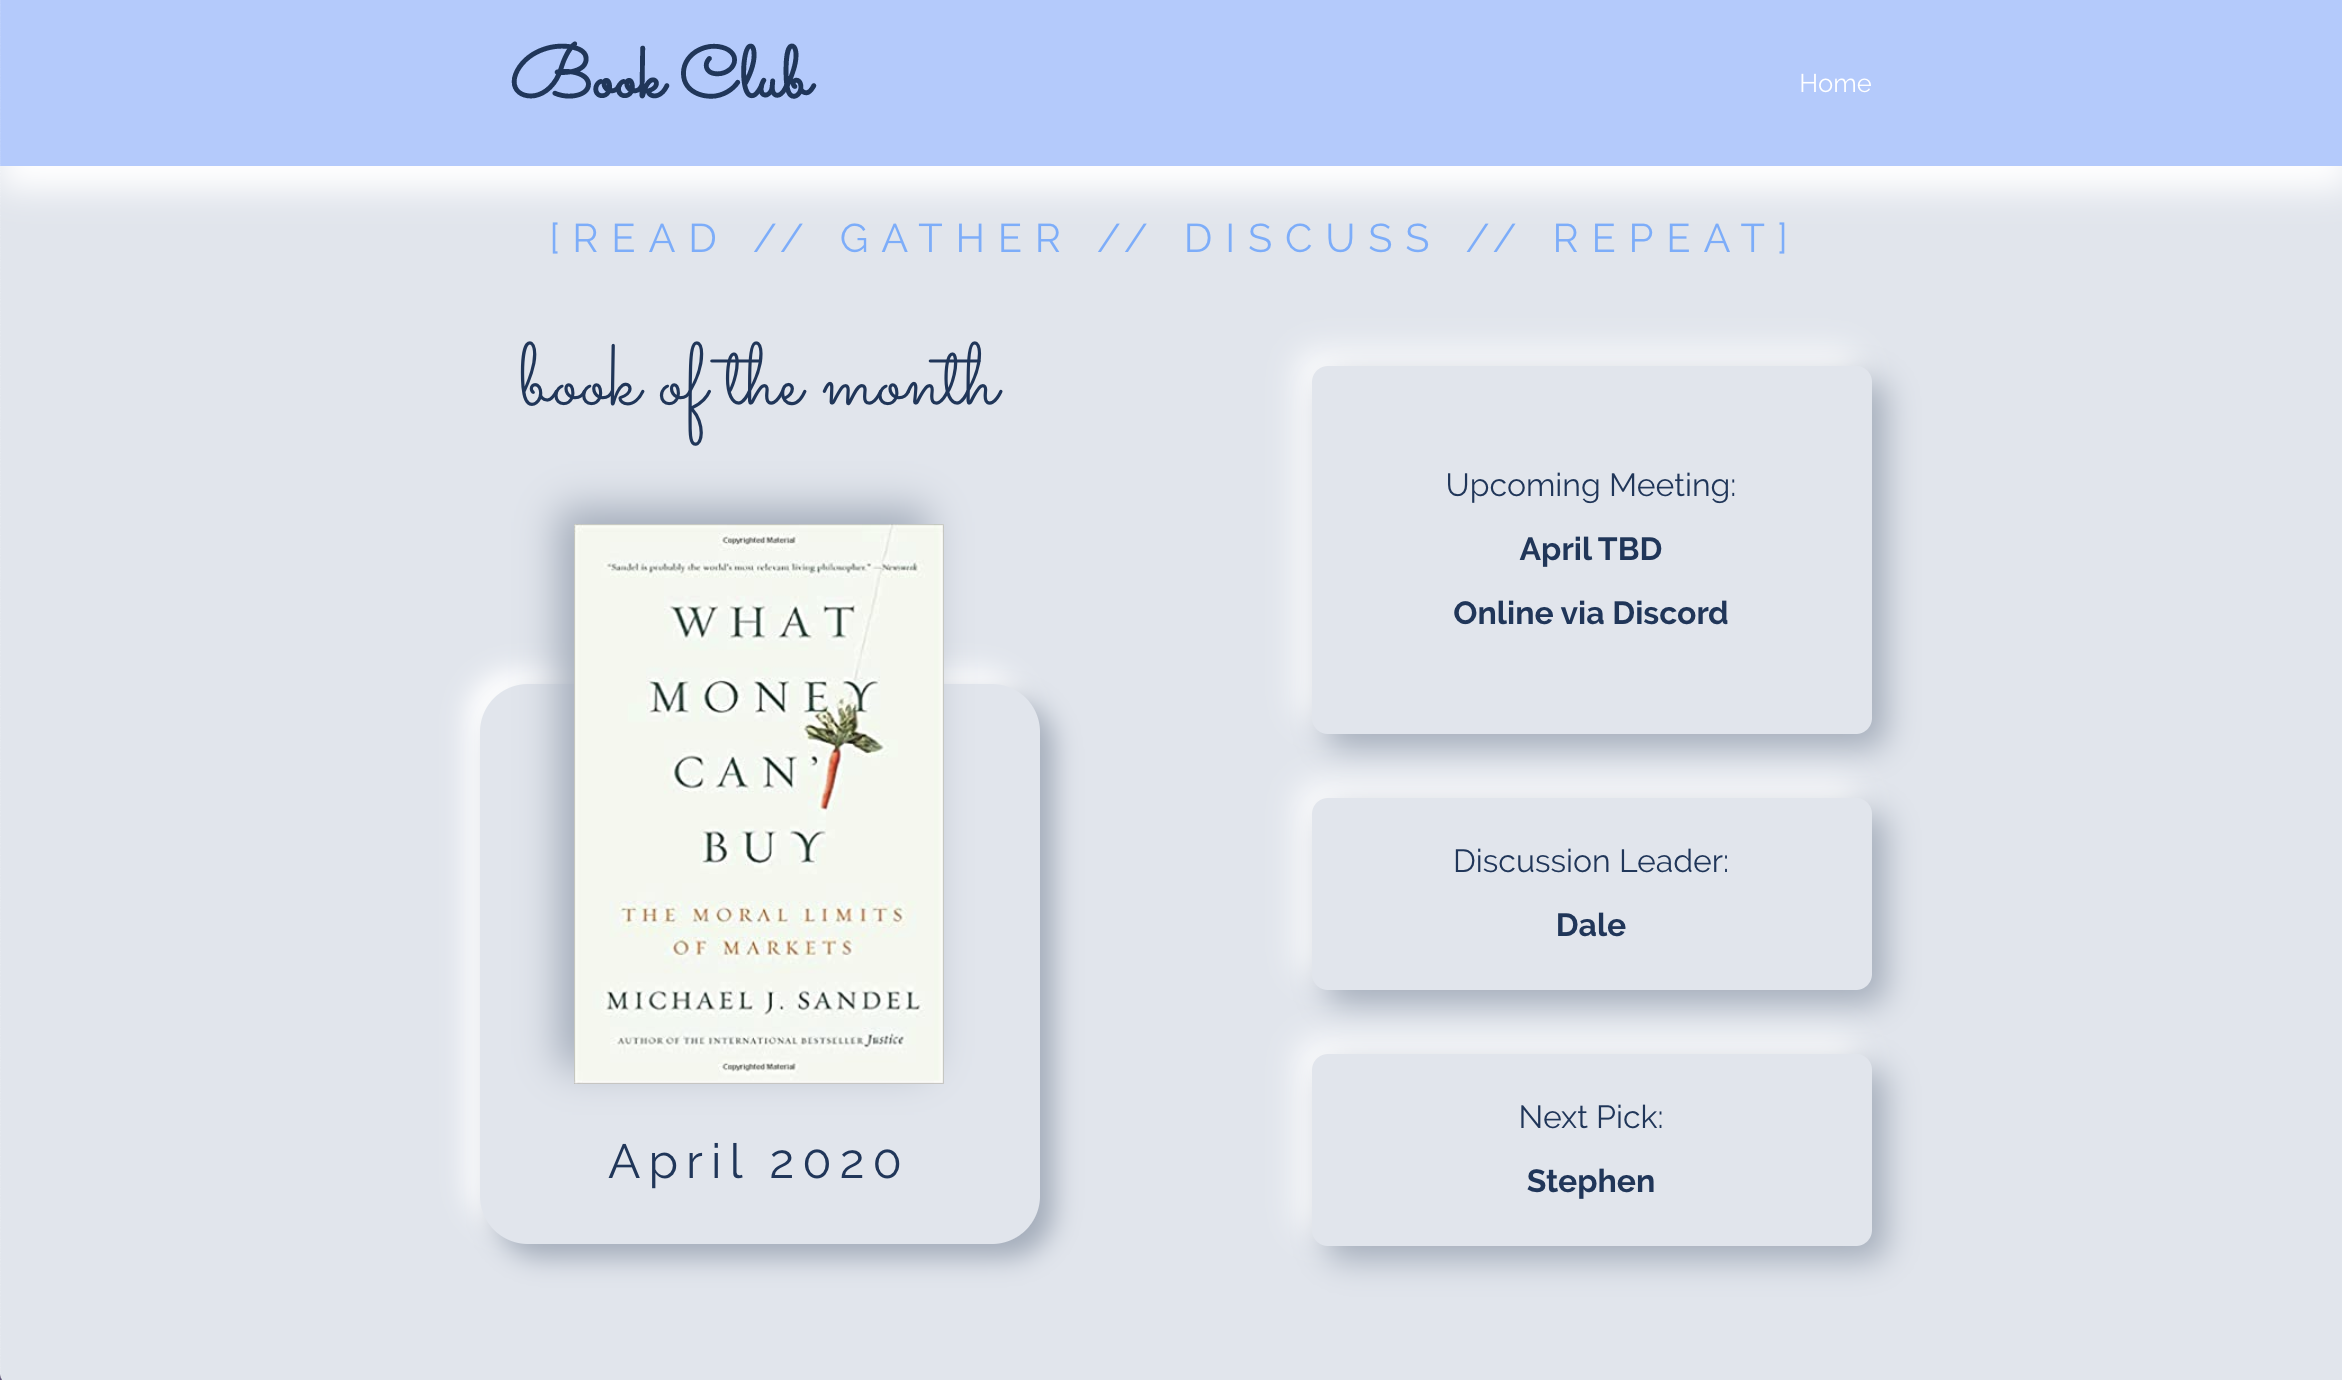 Book Club
Home
[READ // GATHER // DISCUSS // REPEAT]
book of the month
Copyrighted Material
"Sandel is probably the world's most relevant living philosopher." —Newsweek
WHAT
MONEY
CAN'T
BUY
THE MORAL LIMITS
OF MARKETS
MICHAEL J. SANDEL
AUTHOR OF THE INTERNATIONAL BESTSELLER Justice
Copyrighted Material
April 2020
Upcoming Meeting:
April TBD
Online via Discord
Discussion Leader:
Dale
Next Pick:
Stephen